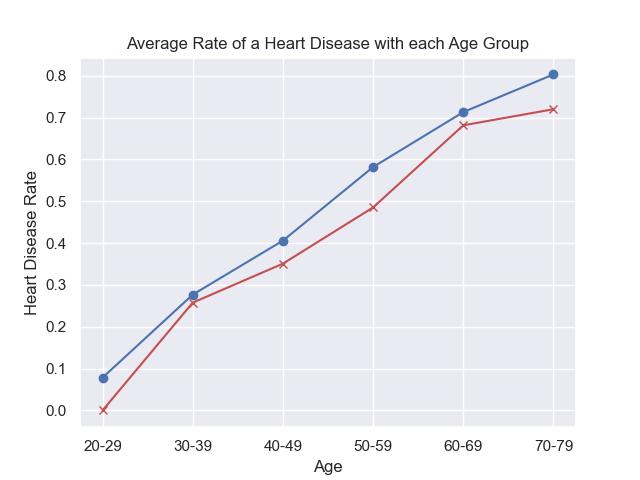 Average Rate of a Heart Disease with each Age Group
0.8
0.7
0.6
0.5
0.4
0.3
0.2
0.1
0.0
Heart Disease Rate
20-29 30-39 40-49 50-59 60-69 70-79
Age